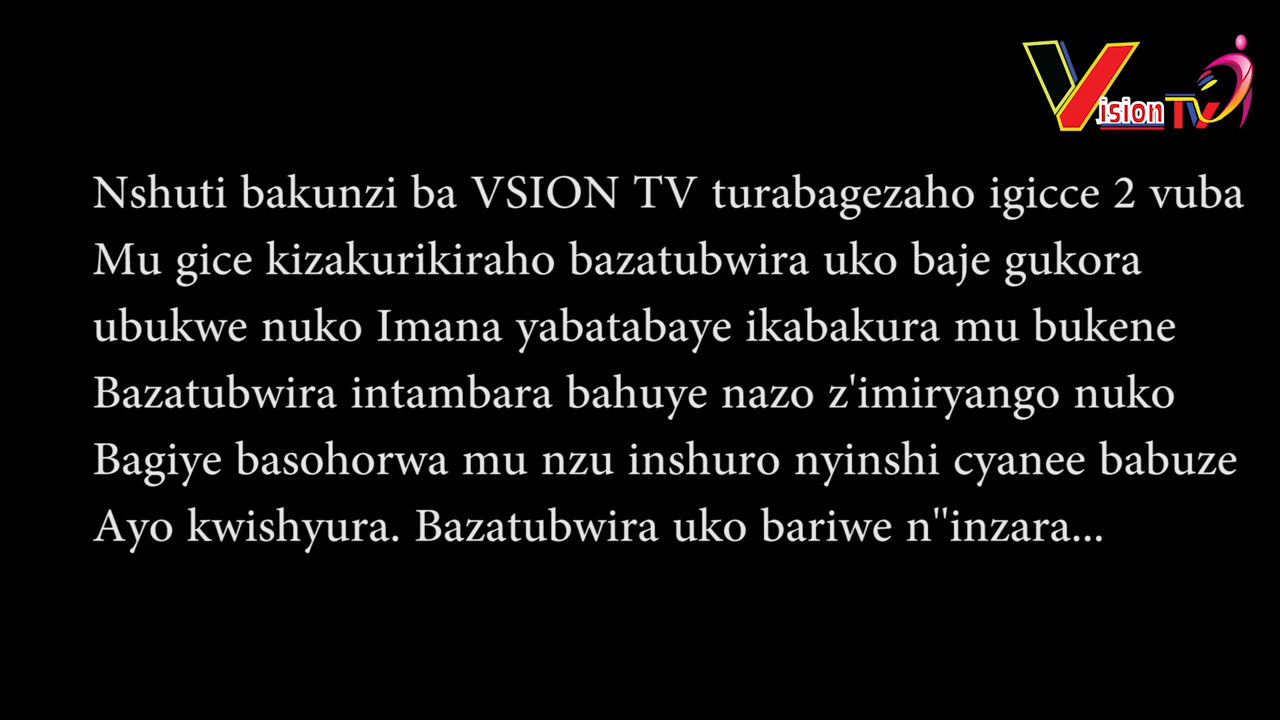 Vision TV
Nshuti bakunzi ba VSION TV turabagezaho igicce 2 vuba
Mu gice kizakurikiraho bazatubwira uko baje gukora
ubukwe nuko Imana yabatabaye ikabakura mu bukene
Bazatubwira intambara bahuye nazo z'imiryango nuko
Bagiye basohorwa mu nzu inshuro nyinshi cyanee babuze
Ayo kwishyura. Bazatubwira uko bariwe n"inzara...